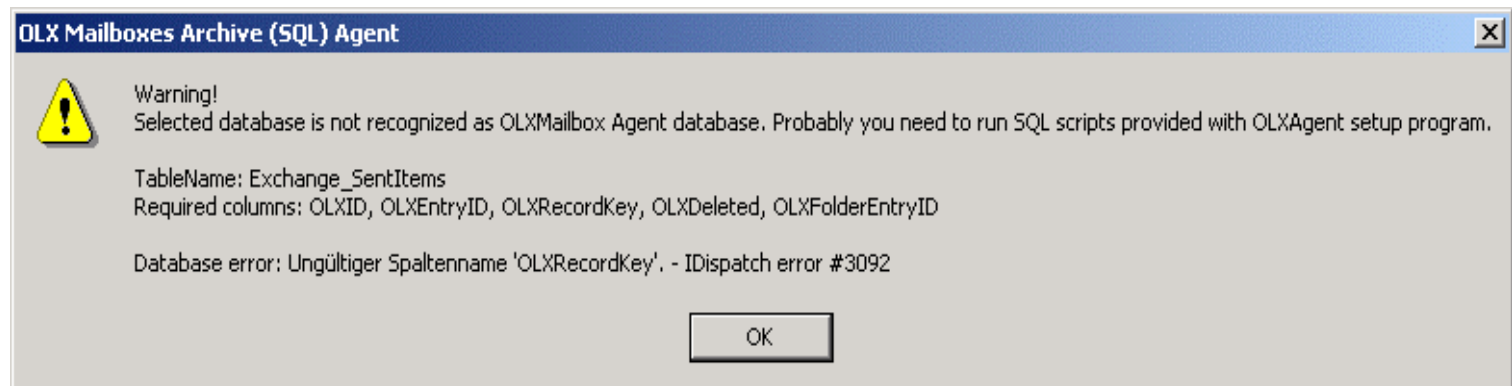 OLX Mailboxes Archive (SQL) Agent
Warning!
Selected database is not recognized as OLXMailbox Agent database. Probably you need to run SQL scripts provided with OLXAgent setup program.
TableName: Exchange_SentItems
Required columns: OLXID, OLXEntryID, OLXRecordKey, OLXDeleted, OLXFolderEntryID
Database error: Ungültiger Spaltenname 'OLXRecordKey'. - IDispatch error #3092
OK